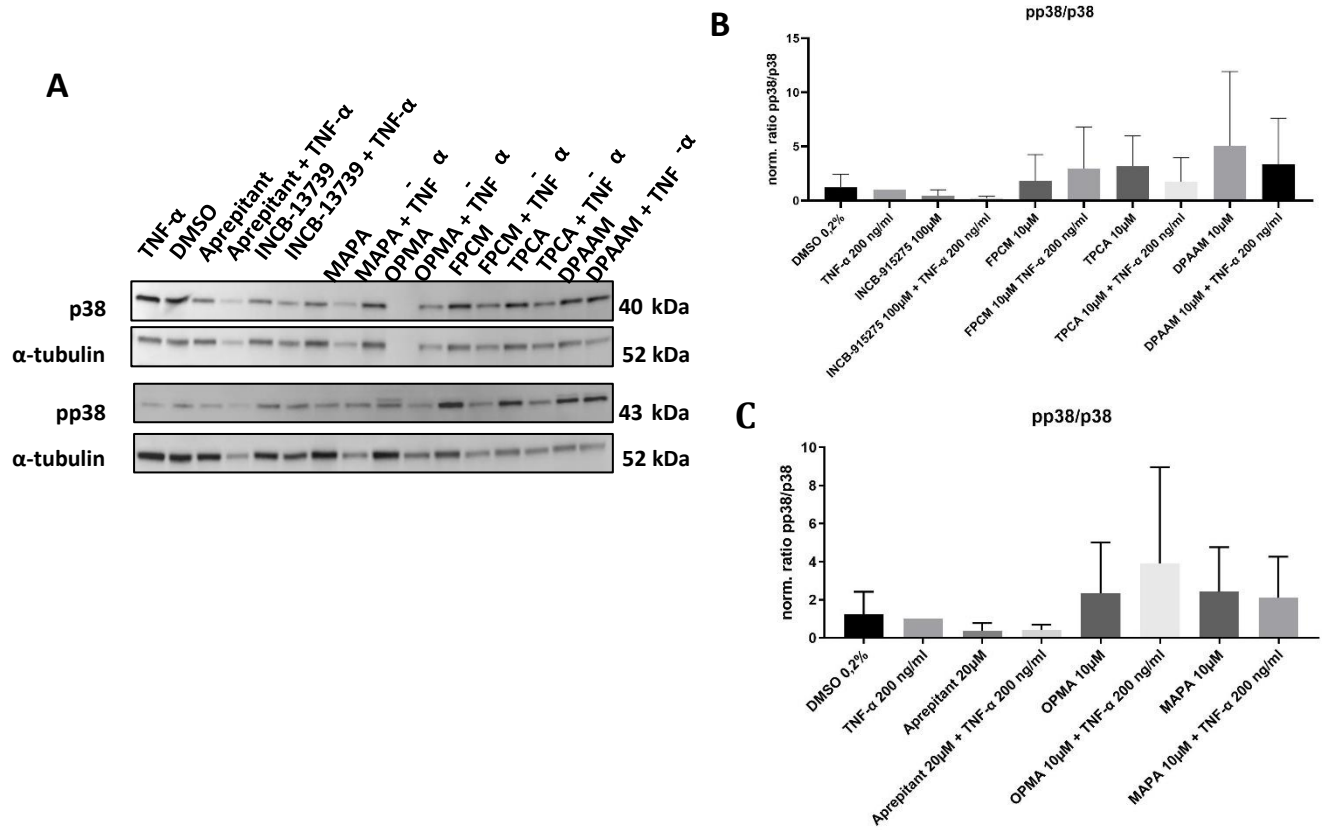 A
TNF-α
DMSO
Aprepitant
Aprepitant + TNF-α
INCB-13739
INCB-13739 + TNF-α
MAPA
MAPA + TNF-α
OPMA
OPMA + TNF-α
FPCM
FPCM + TNF-α
TPCA
TPCA + TNF-α
DPAAM
DPAAM + TNF -α
p38
40 kDa
α-tubulin
52 kDa
pp38
43 kDa
α-tubulin
52 kDa
B
pp38/p38
norm. ratio pp38/p38
15
10
5
0
DMSO 0,2%
TNF-α 200 ng/ml
INCB-915275 100µM
INCB-915275 100µM + TNF-α 200 ng/ml
FPCM 10µM
FPCM 10µM TNF-α 200 ng/ml
TPCA 10µM
TPCA 10µM + TNF-α 200 ng/ml
DPAAM 10µM
DPAAM 10µM + TNF-α 200 ng/ml
C
pp38/p38
norm. ratio pp38/p38
10
8
6
4
2
0
DMSO 0,2%
TNF-α 200 ng/ml
Aprepitant 20µM
Aprepitant 20µM + TNF-α 200 ng/ml
OPMA 10µM
OPMA 10µM + TNF-α 200 ng/ml
MAPA 10µM
MAPA 10µM + TNF-α 200 ng/ml